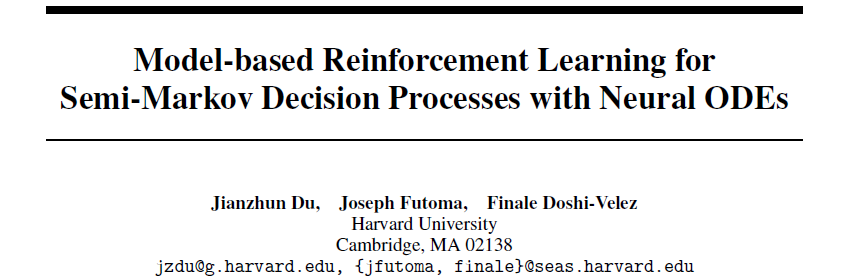 Model-based Reinforcement Learning for
Semi-Markov Decision Processes with Neural ODEs
Jianzhun Du, Joseph Futoma, Finale Doshi-Velez
Harvard University
Cambridge, MA 02138
jzdu@g.harvard.edu, {jfutoma, finale}@seas.harvard.edu